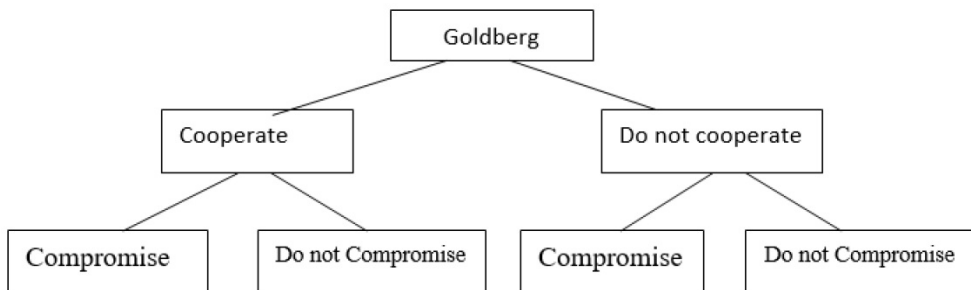 Goldberg
Cooperate
Do not cooperate
Compromise
Do not Compromise
Compromise
Do not Compromise